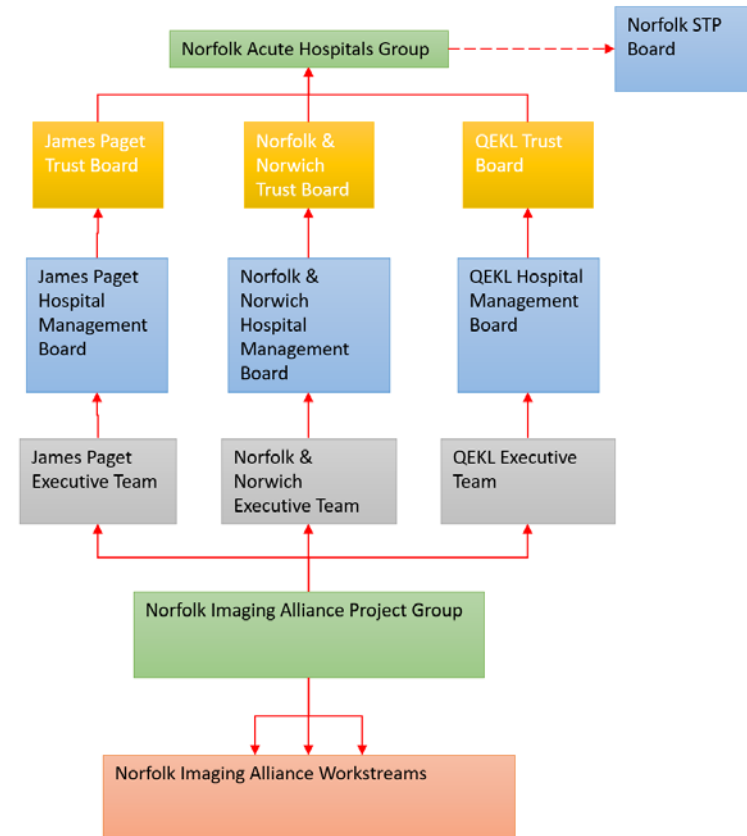 Norfolk Acute Hospitals Group
Norfolk STP
Board
James Paget
Trust Board
Norfolk &
Norwich
Trust Board
QEKL Trust
Board
James Paget
Hospital
Management
Board
Norfolk &
Norwich
Hospital
Management
Board
QEKL Hospital
Management
Board
James Paget
Executive Team
Norfolk &
Norwich
Executive Team
QEKL Executive
Team
Norfolk Imaging Alliance Project Group
Norfolk Imaging Alliance Workstreams